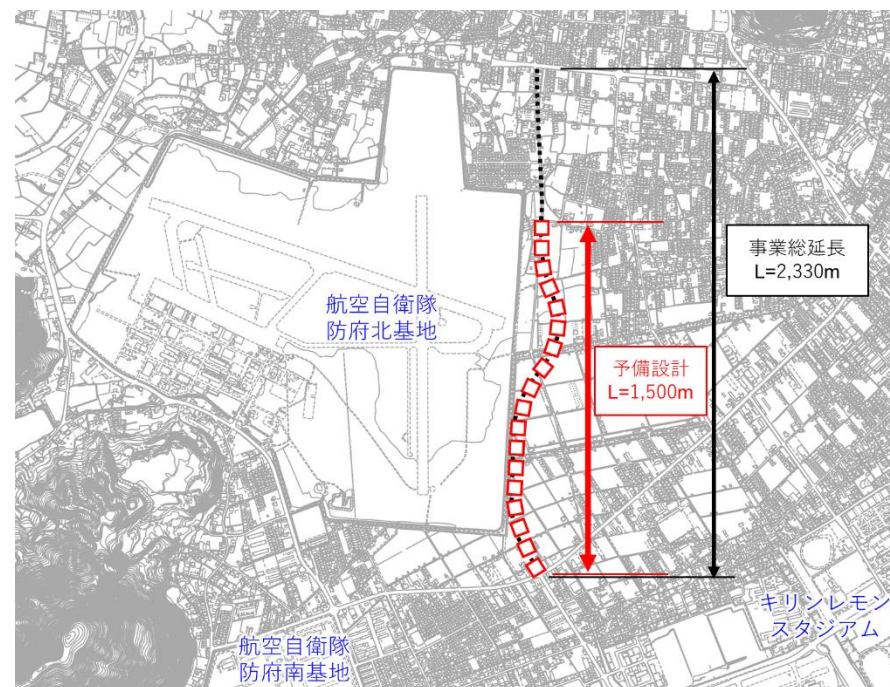 事業総延長
L=2,330m
航空自衛隊
防府北基地
予備設計
L=1,500m
キリンレモン
スタジアム
航空自衛隊
防府南基地